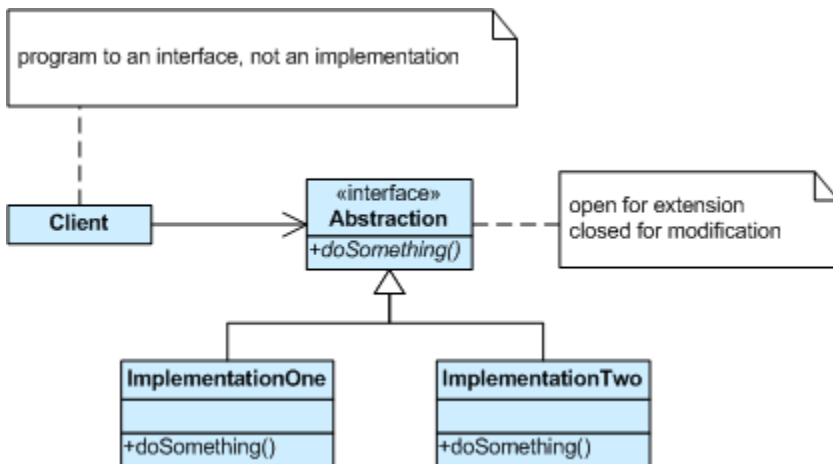 program to an interface, not an implementation
«interface»
Abstraction
+doSomething()
Client
open for extension
closed for modification
ImplementationOne
+doSomething()
ImplementationTwo
+doSomething()